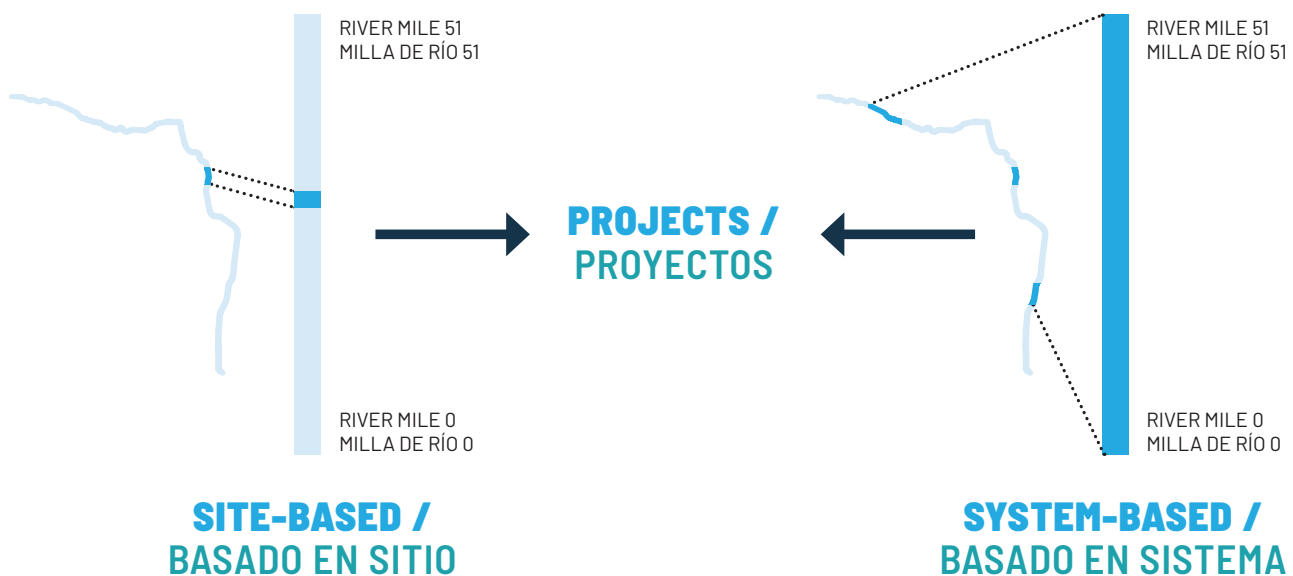 RIVER MILE 51
MILLA DE RÍO 51
RIVER MILE 0
MILLA DE RÍO 0
SITE-BASED /
BASADO EN SITIO
PROJECTS /
PROYECTOS
RIVER MILE 51
MILLA DE RÍO 51
RIVER MILE 0
MILLA DE RÍO 0
SYSTEM-BASED /
BASADO EN SISTEMA